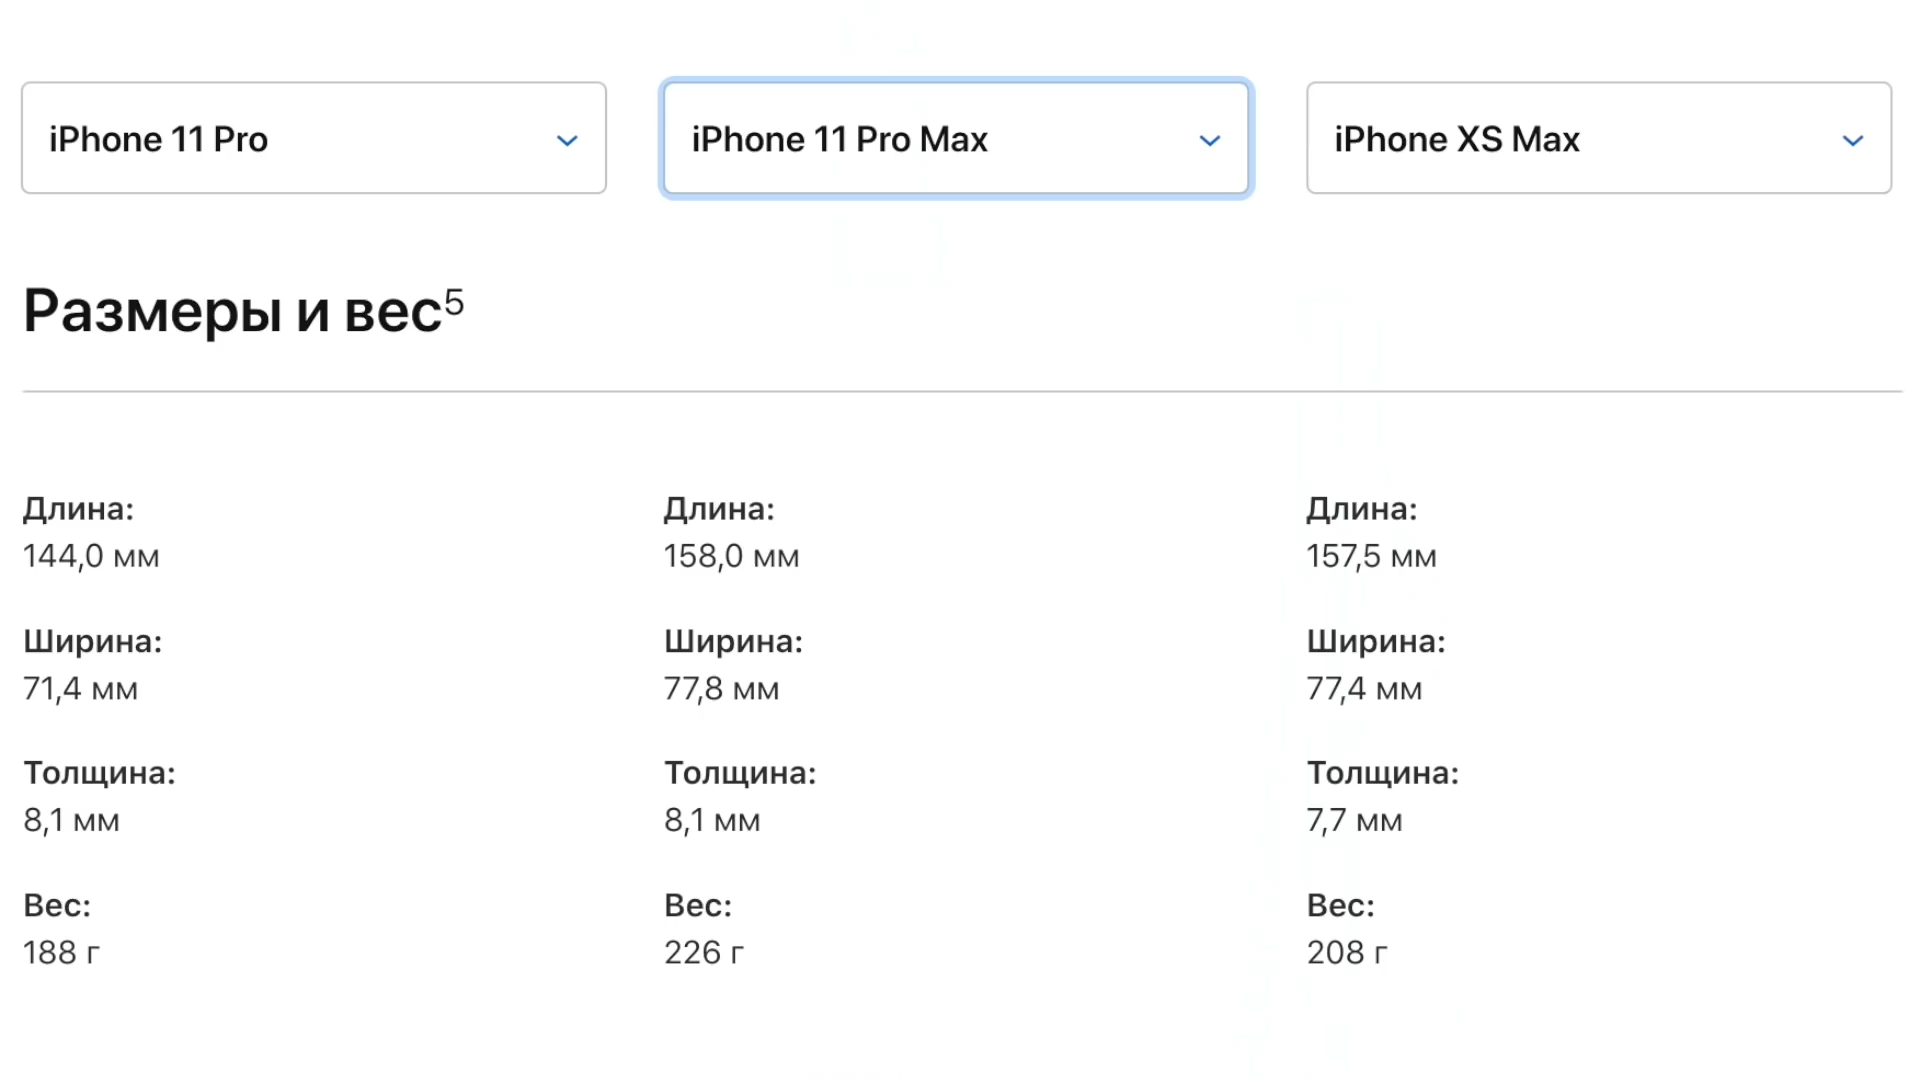 iPhone 11 Pro
iPhone 11 Pro Max
iPhone XS Max
Размеры и вес5
Длина:
144,0 мм
Ширина:
71,4 мм
Толщина:
8,1 мм
Вес:
188 г
Длина:
158,0 мм
Ширина:
77,8 мм
Толщина:
8,1 мм
Вес:
226 г
Длина:
157,5 мм
Ширина:
77,4 мм
Толщина:
7,7 мм
Вес:
208 г